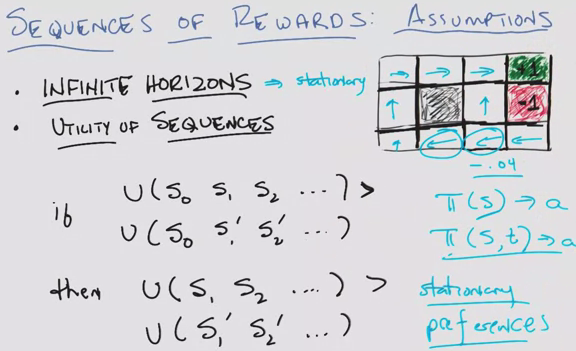 SEQUENCES OF REWARDS: ASSUMPTIONS
• INFINITE HORIZONS ⇒ stationary
• UTILITY OF SEQUENCES
→ → → +1
↑ ↑ -1
↑ ← ← ←
-.04
if U(S₀ S₁ S₂ ...) >
U(S₀ S₁' S₂' ...)
π(s) → a
π(s,t) → a
then U(S₁ S₂ ...) >
U(S₁' S₂' ...)
stationary
preferences